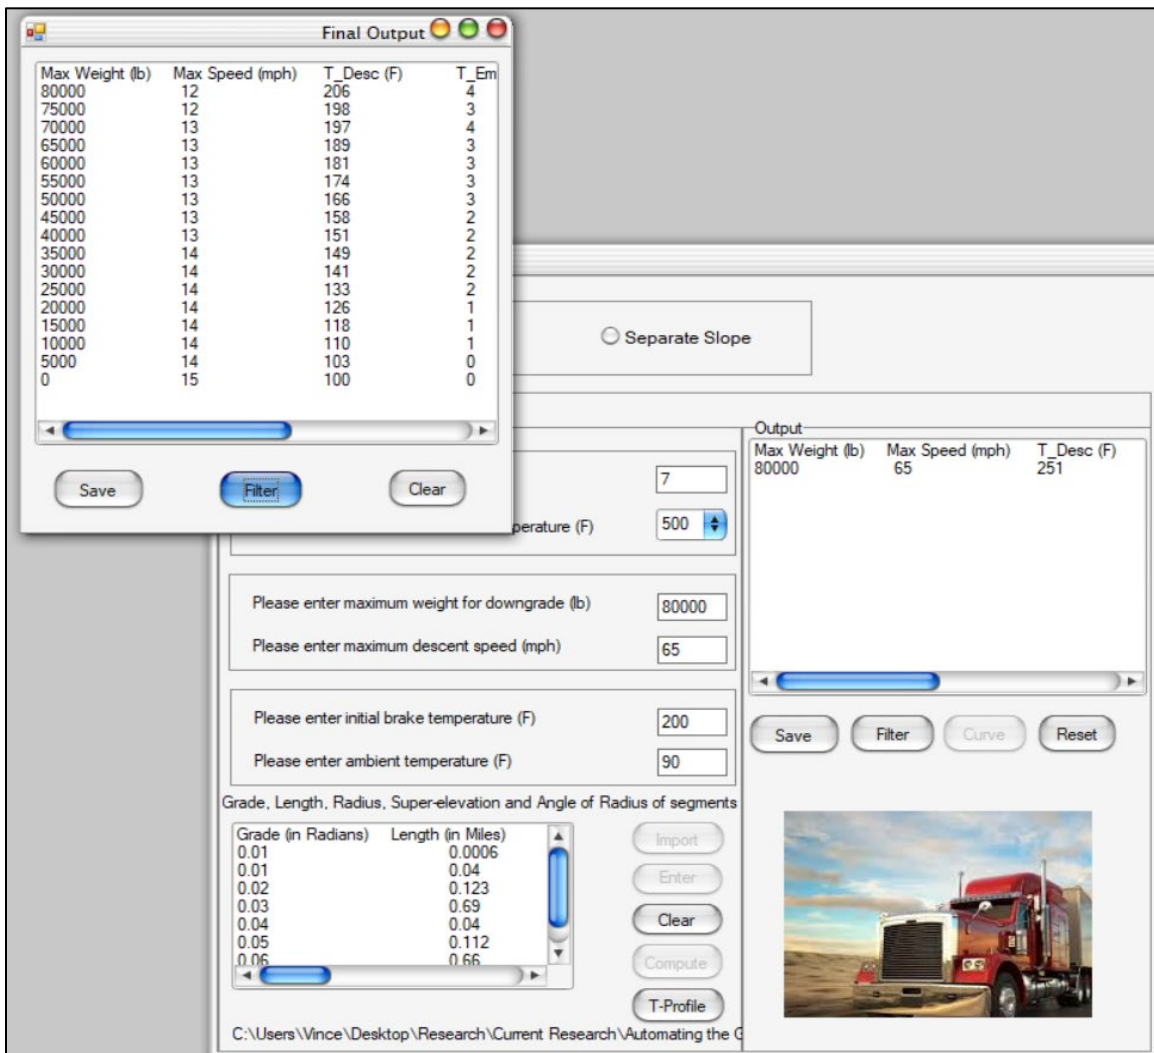 Final Output
Max Weight (lb) Max Speed (mph) T_Desc (F) T_Em
80000 12 206 4
75000 12 198 3
70000 13 197 4
65000 13 189 3
60000 13 181 3
55000 13 174 3
50000 13 166 3
45000 13 158 2
40000 13 151 2
35000 14 149 2
30000 14 141 2
25000 14 133 2
20000 14 126 1
15000 14 118 1
10000 14 110 1
5000 14 103 0
0 15 100 0
Save Filter Clear
Separate Slope
7
perature (F) 500
Please enter maximum weight for downgrade (lb) 80000
Please enter maximum descent speed (mph) 65
Please enter initial brake temperature (F) 200
Please enter ambient temperature (F) 90
Grade, Length, Radius, Super-elevation and Angle of Radius of segments
Grade (in Radians) Length (in Miles)
0.01 0.0006
0.01 0.04
0.02 0.123
0.03 0.69
0.04 0.04
0.05 0.112
0.06 0.66
Import
Enter
Clear
Compute
T-Profile
C:\Users\Vince\Desktop\Research\Current Research\Automating the G
Output
Max Weight (lb) Max Speed (mph) T_Desc (F)
80000 65 251
Save Filter Curve Reset